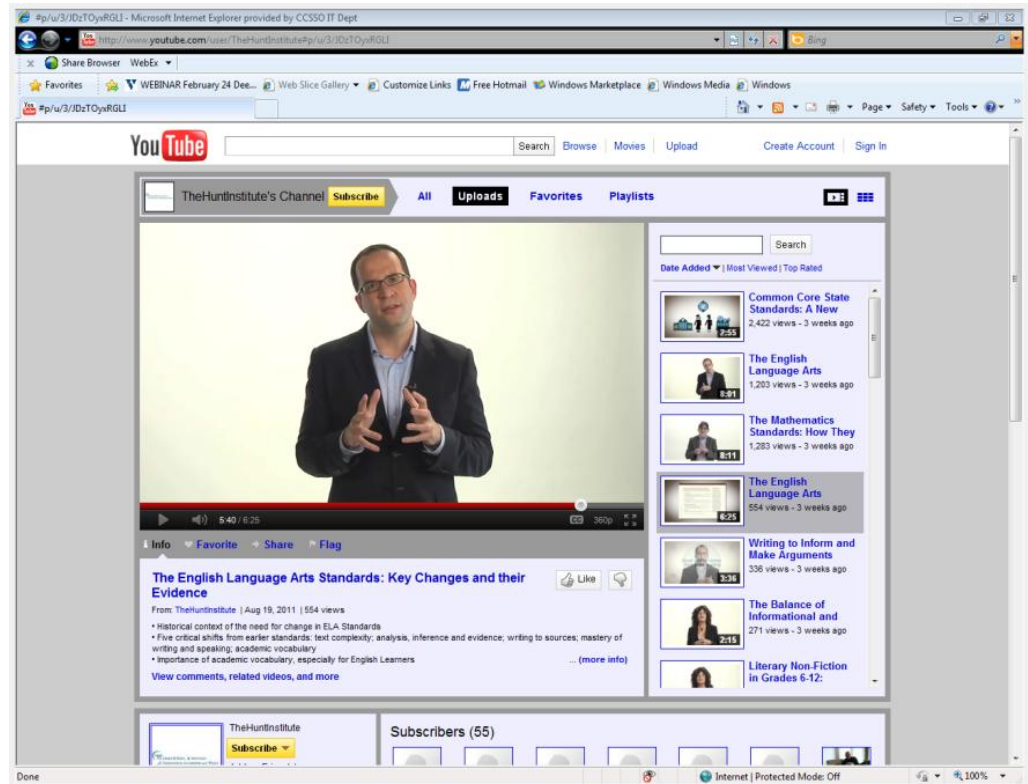 #p/u/3/JDzTOyxRGLI - Microsoft Internet Explorer provided by CCSSO IT Dept
http://www.youtube.com/user/TheHuntInstitute#p/u/3/JDzTOyxRGLI
Bing
x Share Browser WebEx
Favorites WEBINAR February 24 Dee... Web Slice Gallery Customize Links Free Hotmail Windows Marketplace Windows Media Windows
#p/u/3/JDzTOyxRGLI
Page Safety Tools
YouTube
Search Browse Movies Upload Create Account Sign In
TheHuntInstitute's Channel Subscribe All Uploads Favorites Playlists
Search
Date Added | Most Viewed | Top Rated
Common Core State
Standards: A New
2,422 views - 3 weeks ago
2:55
The English
Language Arts
1,203 views - 3 weeks ago
8:01
The Mathematics
Standards: How They
1,283 views - 3 weeks ago
8:11
The English
Language Arts
554 views - 3 weeks ago
6:25
Writing to Inform and
Make Arguments
336 views - 3 weeks ago
3:36
The Balance of
Informational and
271 views - 3 weeks ago
2:15
Literary Non-Fiction
in Grades 6-12:
5:40 / 6:25 CC 360p
Info Favorite Share Flag
The English Language Arts Standards: Key Changes and their
Evidence
Like
From: TheHuntInstitute | Aug 19, 2011 | 554 views
• Historical context of the need for change in ELA Standards
• Five critical shifts from earlier standards: text complexity; analysis, inference and evidence; writing to sources; mastery of
writing and speaking; academic vocabulary
• Importance of academic vocabulary, especially for English Learners ... (more info)
View comments, related videos, and more
TheHuntInstitute
Subscribe
Subscribers (55)
Done Internet | Protected Mode: Off 100%